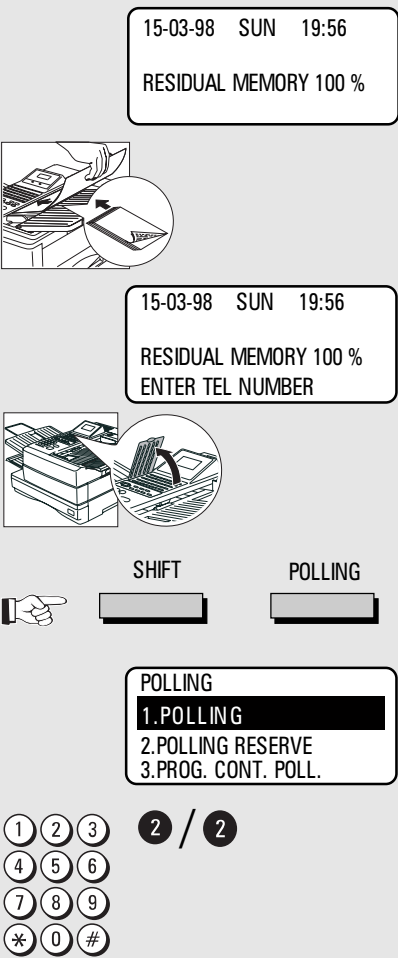 15-03-98 SUN 19:56
RESIDUAL MEMORY 100 %
15-03-98 SUN 19:56
RESIDUAL MEMORY 100 %
ENTER TEL NUMBER
SHIFT POLLING
POLLING
1.POLLING
2.POLLING RESERVE
3.PROG. CONT. POLL.
1 2 3 2 / 2
4 5 6
7 8 9
* 0 #